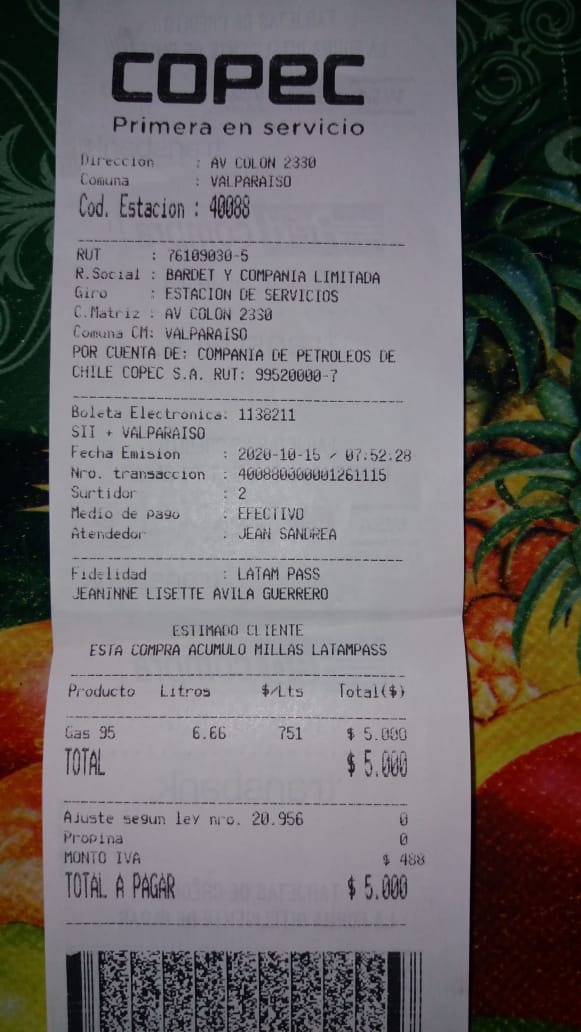 COPEC
Primera en servicio
Direccion : AV COLON 2330
Comuna : VALPARAISO
Cod. Estacion : 40088
RUT : 76109030-5
R.Social : BARDET Y COMPANIA LIMITADA
Giro : ESTACION DE SERVICIOS
C.Matriz : AV COLON 2330
Comuna CM: VALPARAISO
POR CUENTA DE: COMPANIA DE PETROLEOS DE
CHILE COPEC S.A. RUT: 99520000-7
Boleta Electronica: 1138211
SII + VALPARAISO
Fecha Emision : 2020-10-15 / 07:52:28
Nro. transaccion : 400880000001261115
Surtidor : 2
Medio de pago : EFECTIVO
Atendedor : JEAN SANDREA
Fidelidad : LATAM PASS
JEANINNE LISETTE AVILA GUERRERO
ESTIMADO CLIENTE
ESTA COMPRA ACUMULO MILLAS LATAMPASS
Producto Litros $/Lts Total($)
Gas 95 6.66 751 $ 5.000
TOTAL $ 5.000
Ajuste segun ley nro. 20.956 0
Propina 0
MONTO IVA $ 488
TOTAL A PAGAR $ 5.000